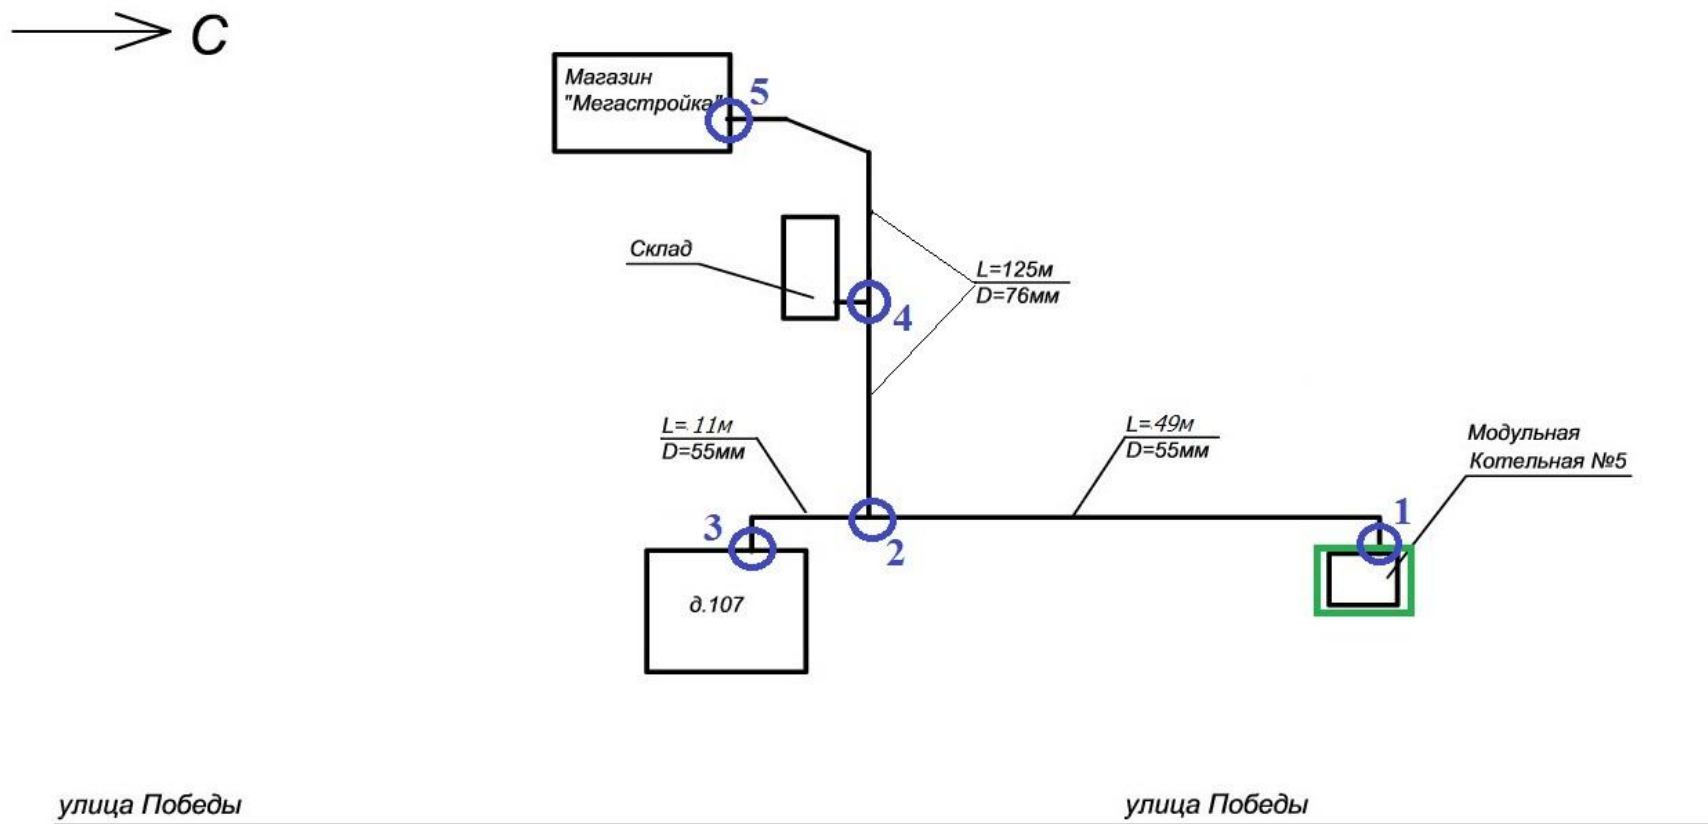 С
Магазин
"Мегастройка"
5
Склад
4
L=125м
D=76мм
L= 11м
D=55мм
L=49м
D=55мм
Модульная
Котельная №5
3
2
1
д.107
улица Победы
улица Победы